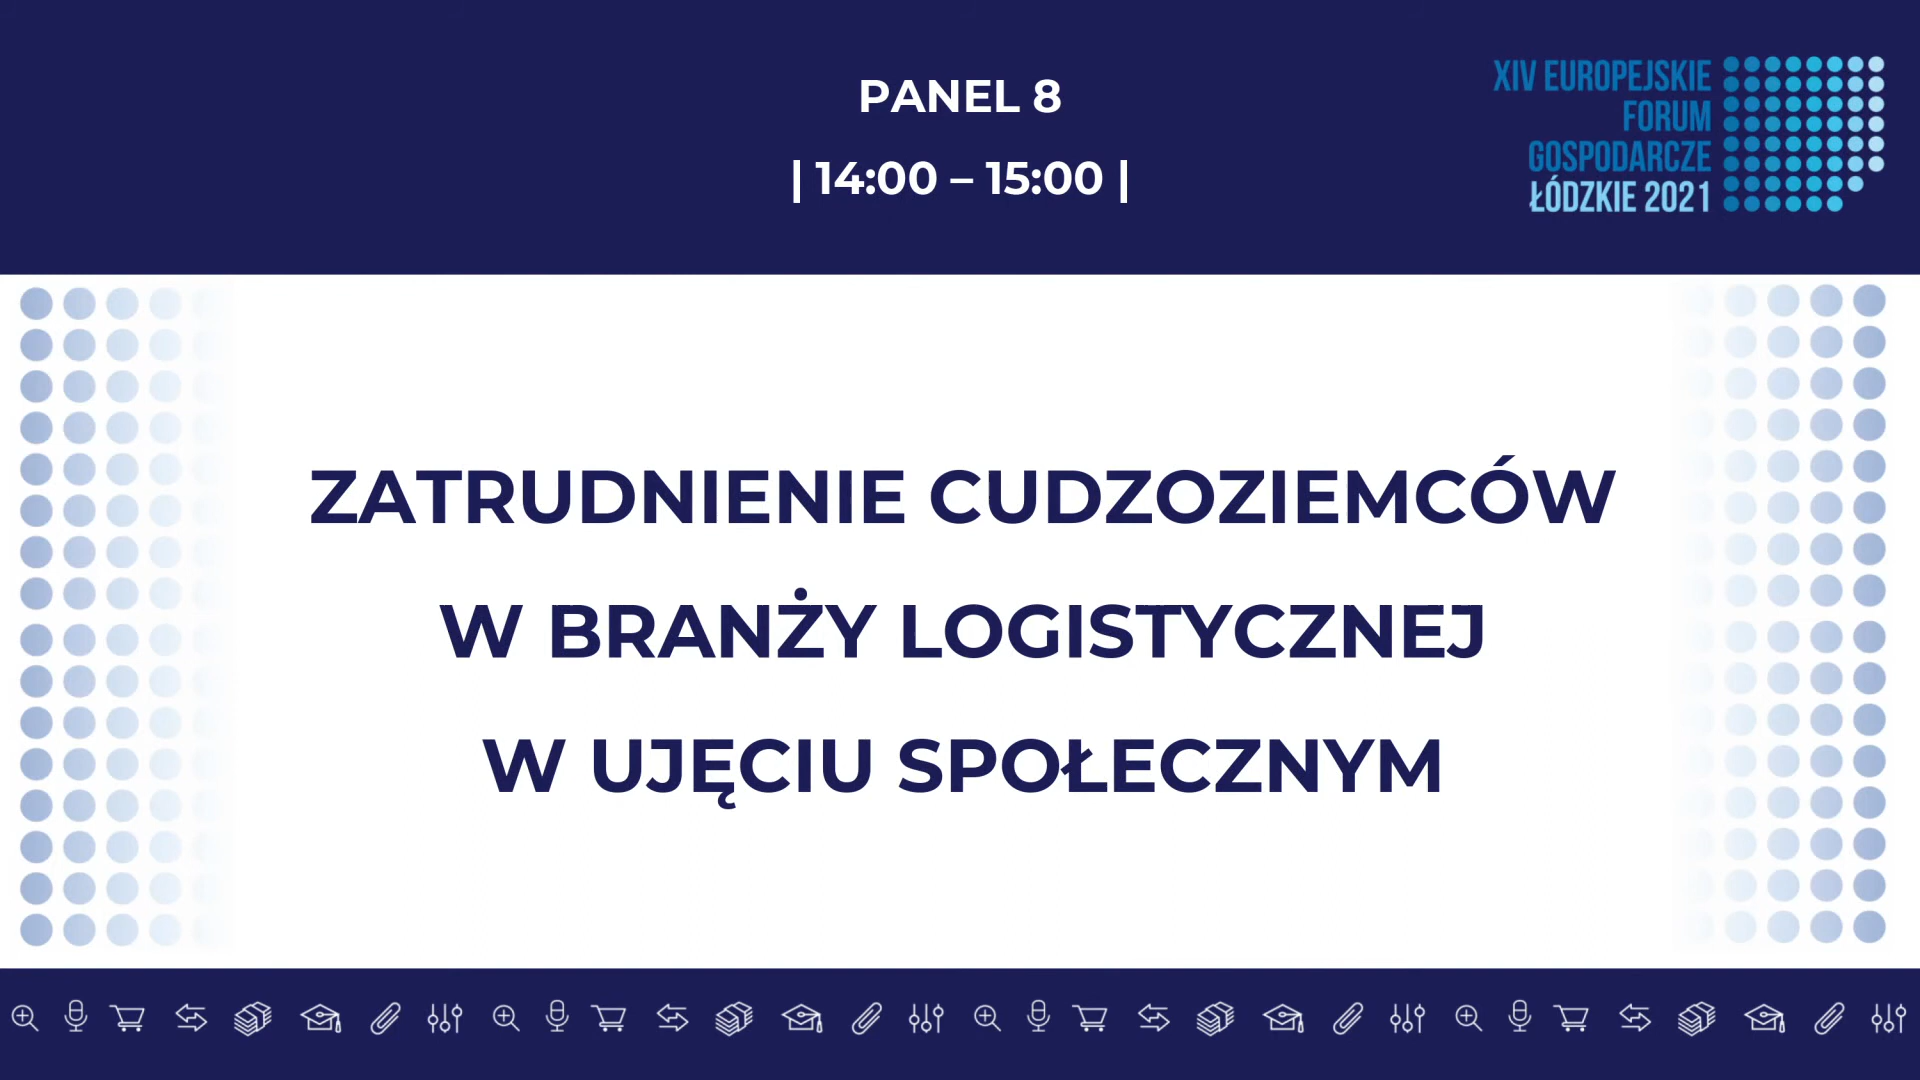 PANEL 8
| 14:00 – 15:00 |
XIV EUROPEJSKIE
FORUM
GOSPODARCZE
ŁÓDZKIE 2021
ZATRUDNIENIE CUDZOZIEMCÓW
W BRANŻY LOGISTYCZNEJ
W UJĘCIU SPOŁECZNYM